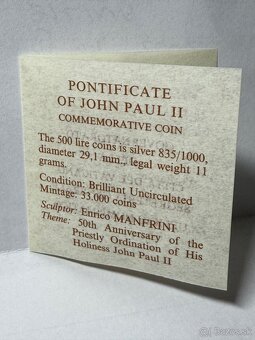 PONTIFICATE
OF JOHN PAUL II
COMMEMORATIVE COIN
The 500 lire coins is silver 835/1000,
diameter 29,1 mm., legal weight 11
grams.
Condition: Brilliant Uncirculated
Mintage: 33.000 coins
Sculptor: Enrico MANFRINI
Theme: 50th Anniversary of the
Priestly Ordination of His
Holiness John Paul II
sk